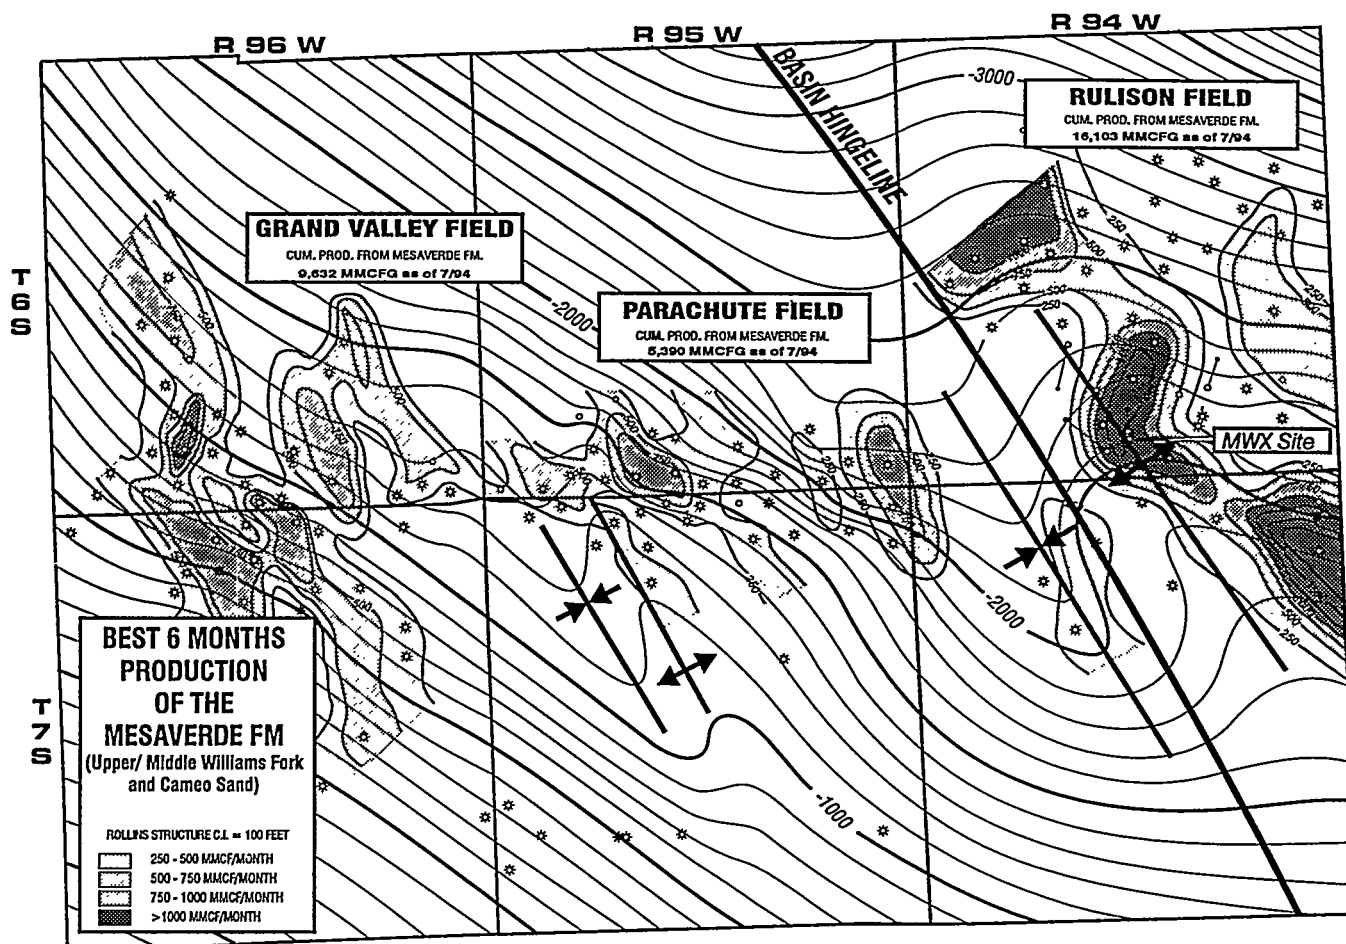 R 96 W
R 95 W
R 94 W
BASIN HINGELINE
-3000
RULISON FIELD
CUM. PROD. FROM MESAVERDE FM.
16,103 MMCFG as of 7/94
GRAND VALLEY FIELD
CUM. PROD. FROM MESAVERDE FM.
9,632 MMCFG as of 7/94
T
6
S
-2000
PARACHUTE FIELD
CUM. PROD. FROM MESAVERDE FM.
5,390 MMCFG as of 7/94
250
500
250
MWX Site
-2000
T
7
S
BEST 6 MONTHS
PRODUCTION
OF THE
MESAVERDE FM
(Upper/ Middle Williams Fork
and Cameo Sand)
-1000
ROLLINS STRUCTURE C.I. = 100 FEET
250 - 500 MMCF/MONTH
500 - 750 MMCF/MONTH
750 - 1000 MMCF/MONTH
>1000 MMCF/MONTH